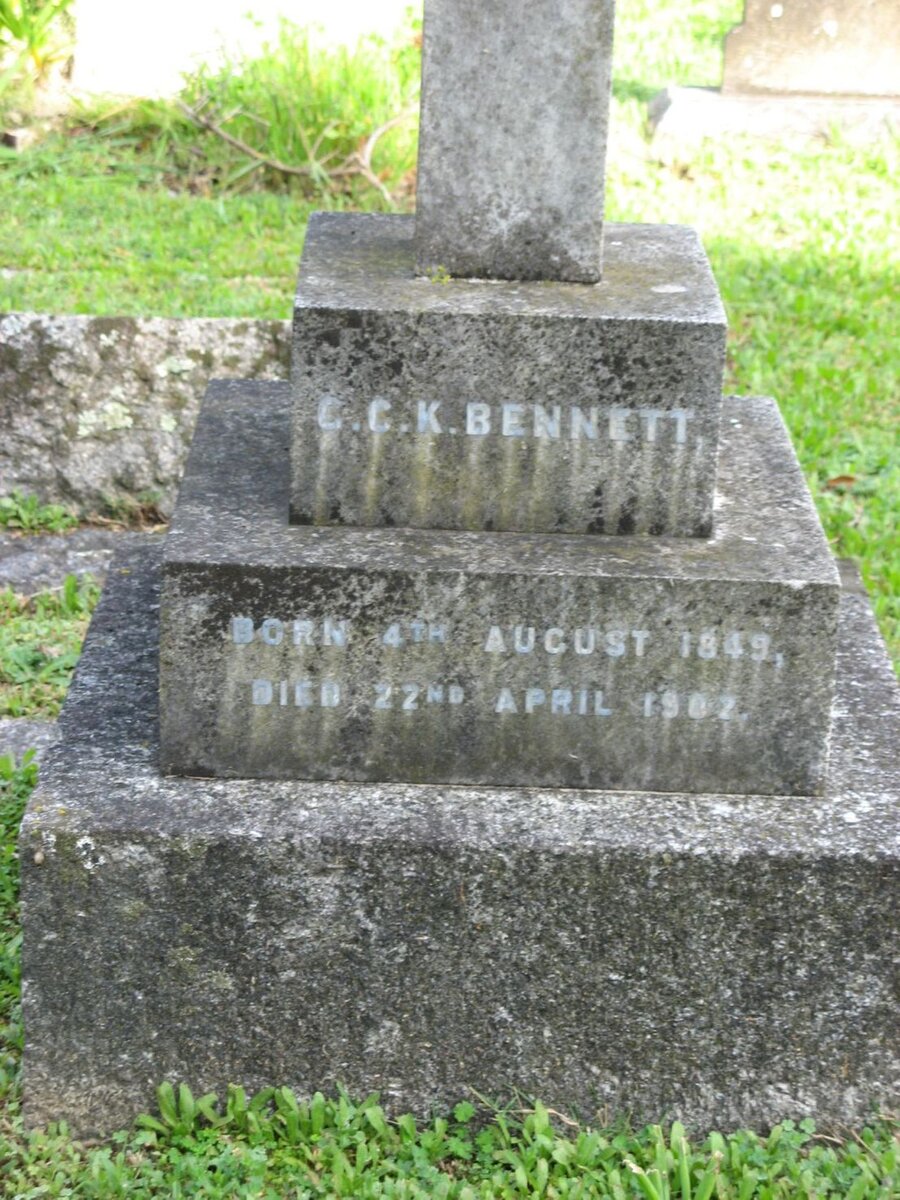 C.C.K.BENNETT,
BORN 4TH AUGUST 1849,
DIED 22ND APRIL 1902.